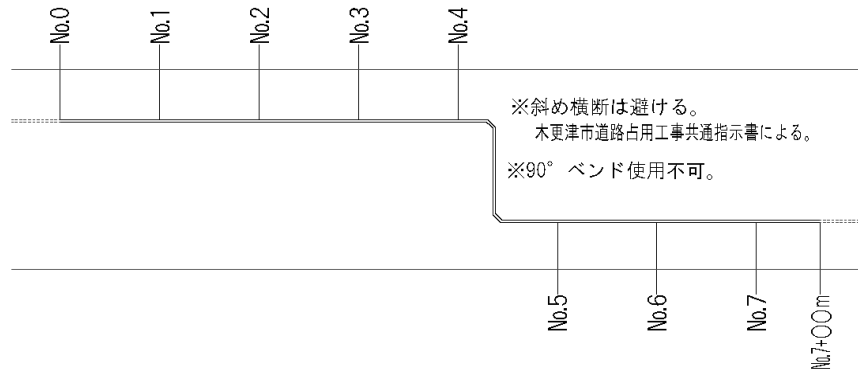 No.0
No.1
No.2
No.3
No.4
※斜め横断は避ける。
木更津市道路占用工事共通指示書による。
※90°ベンド使用不可。
No.5
No.6
No.7
No.7+〇〇m